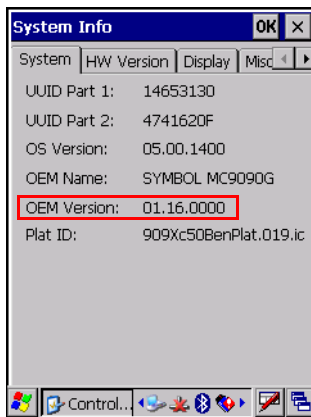 System Info OK ×
System HW Version Display Misc
UUID Part 1: 14653130
UUID Part 2: 4741620F
OS Version: 05.00.1400
OEM Name: SYMBOL MC9090G
OEM Version: 01.16.0000
Plat ID: 909Xc50BenPlat.019.ic
Control...